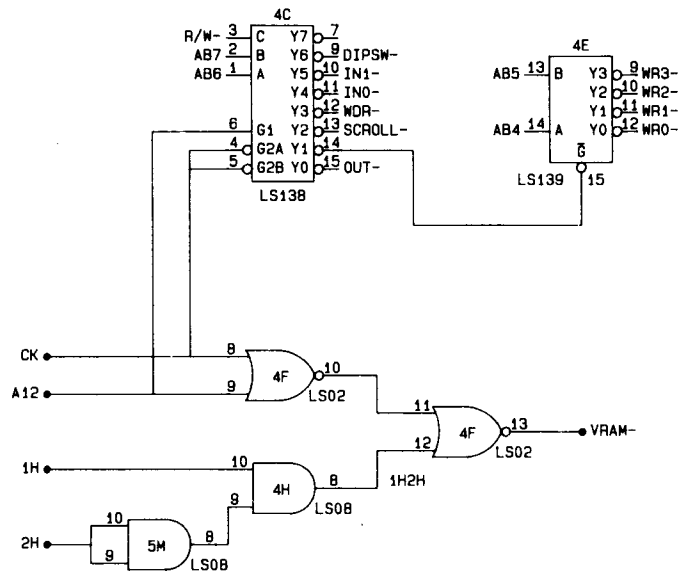 4C
R/W- 3 C Y7 7
AB7 2 B Y6 9 DIPSW-
AB6 1 A Y5 10 IN1-
Y4 11 IN0-
Y3 12 WDR-
6 G1 Y2 13 SCROLL-
4 G2A Y1 14
5 G2B Y0 15 OUT-
LS138
4E
AB5 13 B Y3 9 WR3-
Y2 10 WR2-
Y1 11 WR1-
AB4 14 A Y0 12 WR0-
G
LS139 15
CK 8 4F 10
A12 9 LS02
11 4F 13 VRAM-
12 LS02
1H 10 4H 8 1H2H
9 LS08
2H 10 5M 8
9 LS08